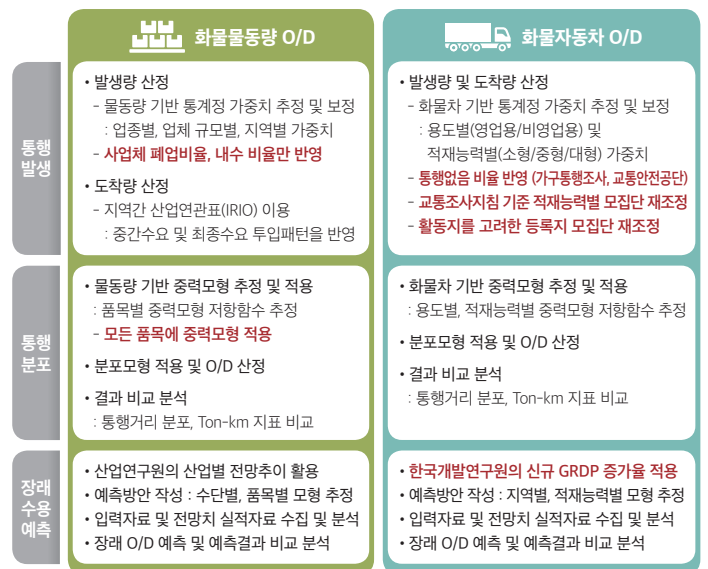 화물물동량 O/D
화물자동차 O/D
통행
발생
• 발생량 산정
- 물동량 기반 통계정 가중치 추정 및 보정
: 업종별, 업체 규모별, 지역별 가중치
- 사업체 폐업비율, 내수 비율만 반영
• 도착량 산정
- 지역간 산업연관표(IRIO) 이용
: 중간수요 및 최종수요 투입패턴을 반영
• 발생량 및 도착량 산정
- 화물차 기반 통계정 가중치 추정 및 보정
: 용도별(영업용/비영업용) 및
적재능력별(소형/중형/대형) 가중치
- 통행없음 비율 반영 (가구통행조사, 교통안전공단)
- 교통조사지침 기준 적재능력별 모집단 재조정
- 활동지를 고려한 등록지 모집단 재조정
통행
분포
• 물동량 기반 중력모형 추정 및 적용
: 품목별 중력모형 저항함수 추정
- 모든 품목에 중력모형 적용
• 분포모형 적용 및 O/D 산정
• 결과 비교 분석
: 통행거리 분포, Ton-km 지표 비교
• 화물차 기반 중력모형 추정 및 적용
: 용도별, 적재능력별 중력모형 저항함수 추정
• 분포모형 적용 및 O/D 산정
• 결과 비교 분석
: 통행거리 분포, Ton-km 지표 비교
장래
수용
예측
• 산업연구원의 산업별 전망추이 활용
• 예측방안 작성 : 수단별, 품목별 모형 추정
• 입력자료 및 전망치 실적자료 수집 및 분석
• 장래 O/D 예측 및 예측결과 비교 분석
• 한국개발연구원의 신규 GRDP 증가율 적용
• 예측방안 작성 : 지역별, 적재능력별 모형 추정
• 입력자료 및 전망치 실적자료 수집 및 분석
• 장래 O/D 예측 및 예측결과 비교 분석